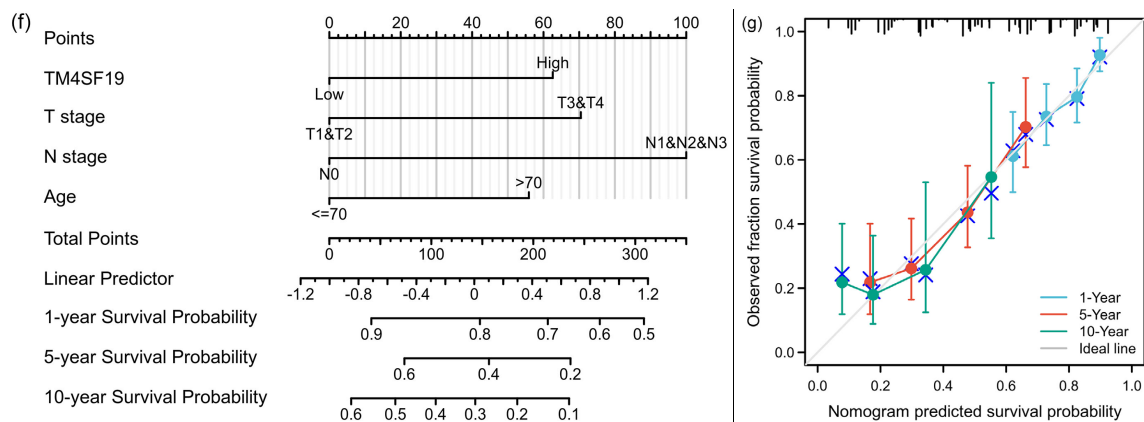 (f)
Points
0 20 40 60 80 100
TM4SF19
Low High
T stage
T1&T2 T3&T4
N stage
N0 N1&N2&N3
Age
<=70 >70
Total Points
0 100 200 300
Linear Predictor
-1.2 -0.8 -0.4 0 0.4 0.8 1.2
1-year Survival Probability
0.9 0.8 0.7 0.6 0.5
5-year Survival Probability
0.6 0.4 0.2
10-year Survival Probability
0.6 0.5 0.4 0.3 0.2 0.1
(g)
Observed fraction survival probability
1.0
0.8
0.6
0.4
0.2
0.0
1-Year
5-Year
10-Year
Ideal line
0.0 0.2 0.4 0.6 0.8 1.0
Nomogram predicted survival probability